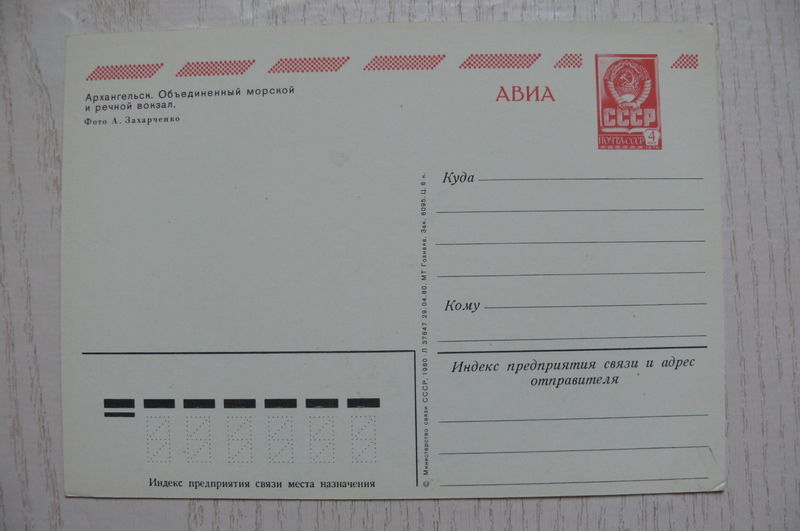 Архангельск. Объединенный морской
и речной вокзал.
Фото А. Захарченко
АВИА
СССР
ПОЧТА СССР 4
Куда
Кому
© Министерство связи СССР, 1980 Л 37847 29.04.80. МТ Гознака. Зак. 6095. Ц. 6 к.
Индекс предприятия связи и адрес
отправителя
Индекс предприятия связи места назначения